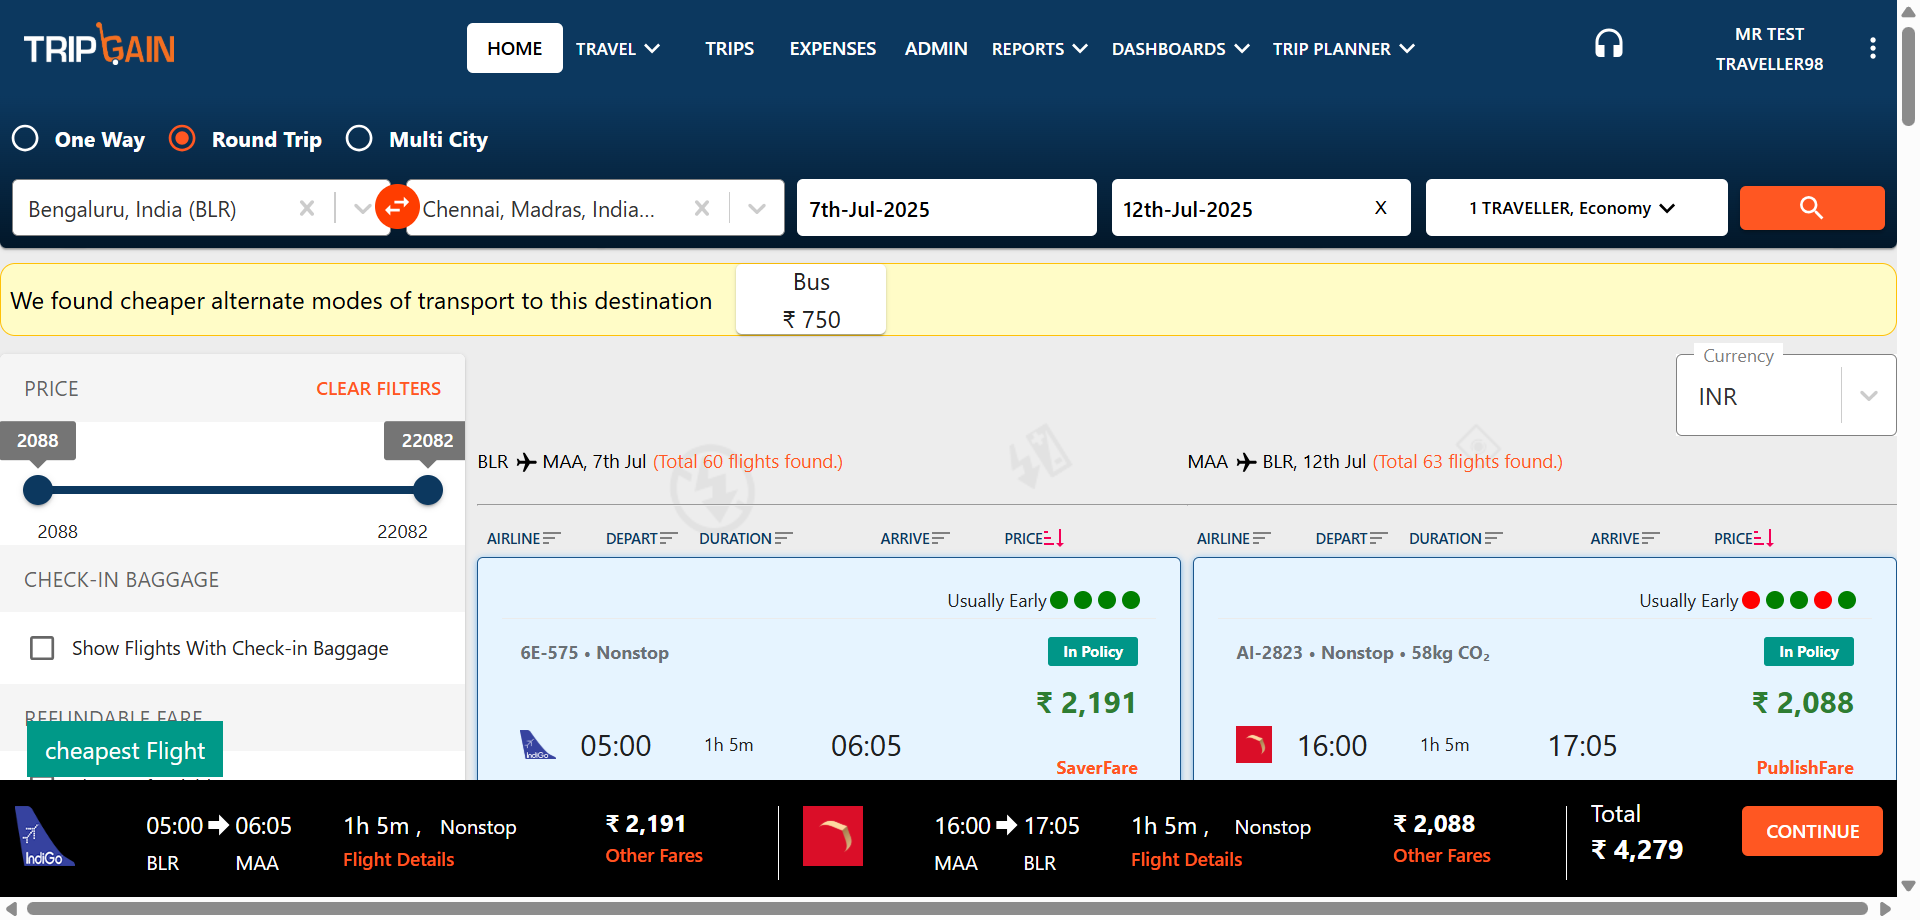 TRIPGAIN
HOME
TRAVEL
TRIPS
EXPENSES
ADMIN
REPORTS
DASHBOARDS
TRIP PLANNER
MR TEST
TRAVELLER98
One Way
Round Trip
Multi City
Bengaluru, India (BLR)
Chennai, Madras, India...
7th-Jul-2025
12th-Jul-2025
X
1 TRAVELLER, Economy
We found cheaper alternate modes of transport to this destination
Bus
₹ 750
PRICE
CLEAR FILTERS
2088
22082
2088
22082
CHECK-IN BAGGAGE
Show Flights With Check-in Baggage
REFUNDABLE FARE
cheapest Flight
Currency
INR
BLR MAA, 7th Jul (Total 60 flights found.)
MAA BLR, 12th Jul (Total 63 flights found.)
AIRLINE DEPART DURATION ARRIVE PRICE
AIRLINE DEPART DURATION ARRIVE PRICE
Usually Early
6E-575 • Nonstop
In Policy
₹ 2,191
IndiGo
05:00
1h 5m
06:05
SaverFare
Usually Early
AI-2823 • Nonstop • 58kg CO₂
In Policy
₹ 2,088
16:00
1h 5m
17:05
PublishFare
IndiGo
05:00 06:05
BLR MAA
1h 5m , Nonstop
Flight Details
₹ 2,191
Other Fares
16:00 17:05
MAA BLR
1h 5m , Nonstop
Flight Details
₹ 2,088
Other Fares
Total
₹ 4,279
CONTINUE